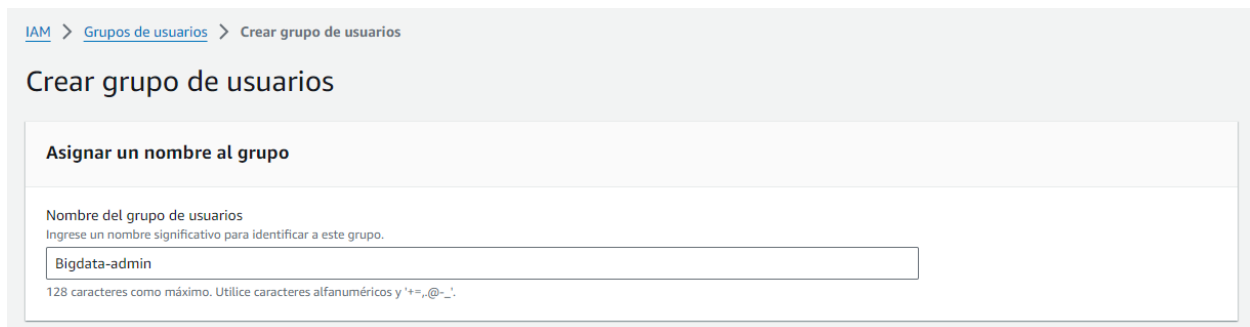 IAM > Grupos de usuarios > Crear grupo de usuarios
Crear grupo de usuarios
Asignar un nombre al grupo
Nombre del grupo de usuarios
Ingrese un nombre significativo para identificar a este grupo.
Bigdata-admin
128 caracteres como máximo. Utilice caracteres alfanuméricos y '+=,.@-_'.